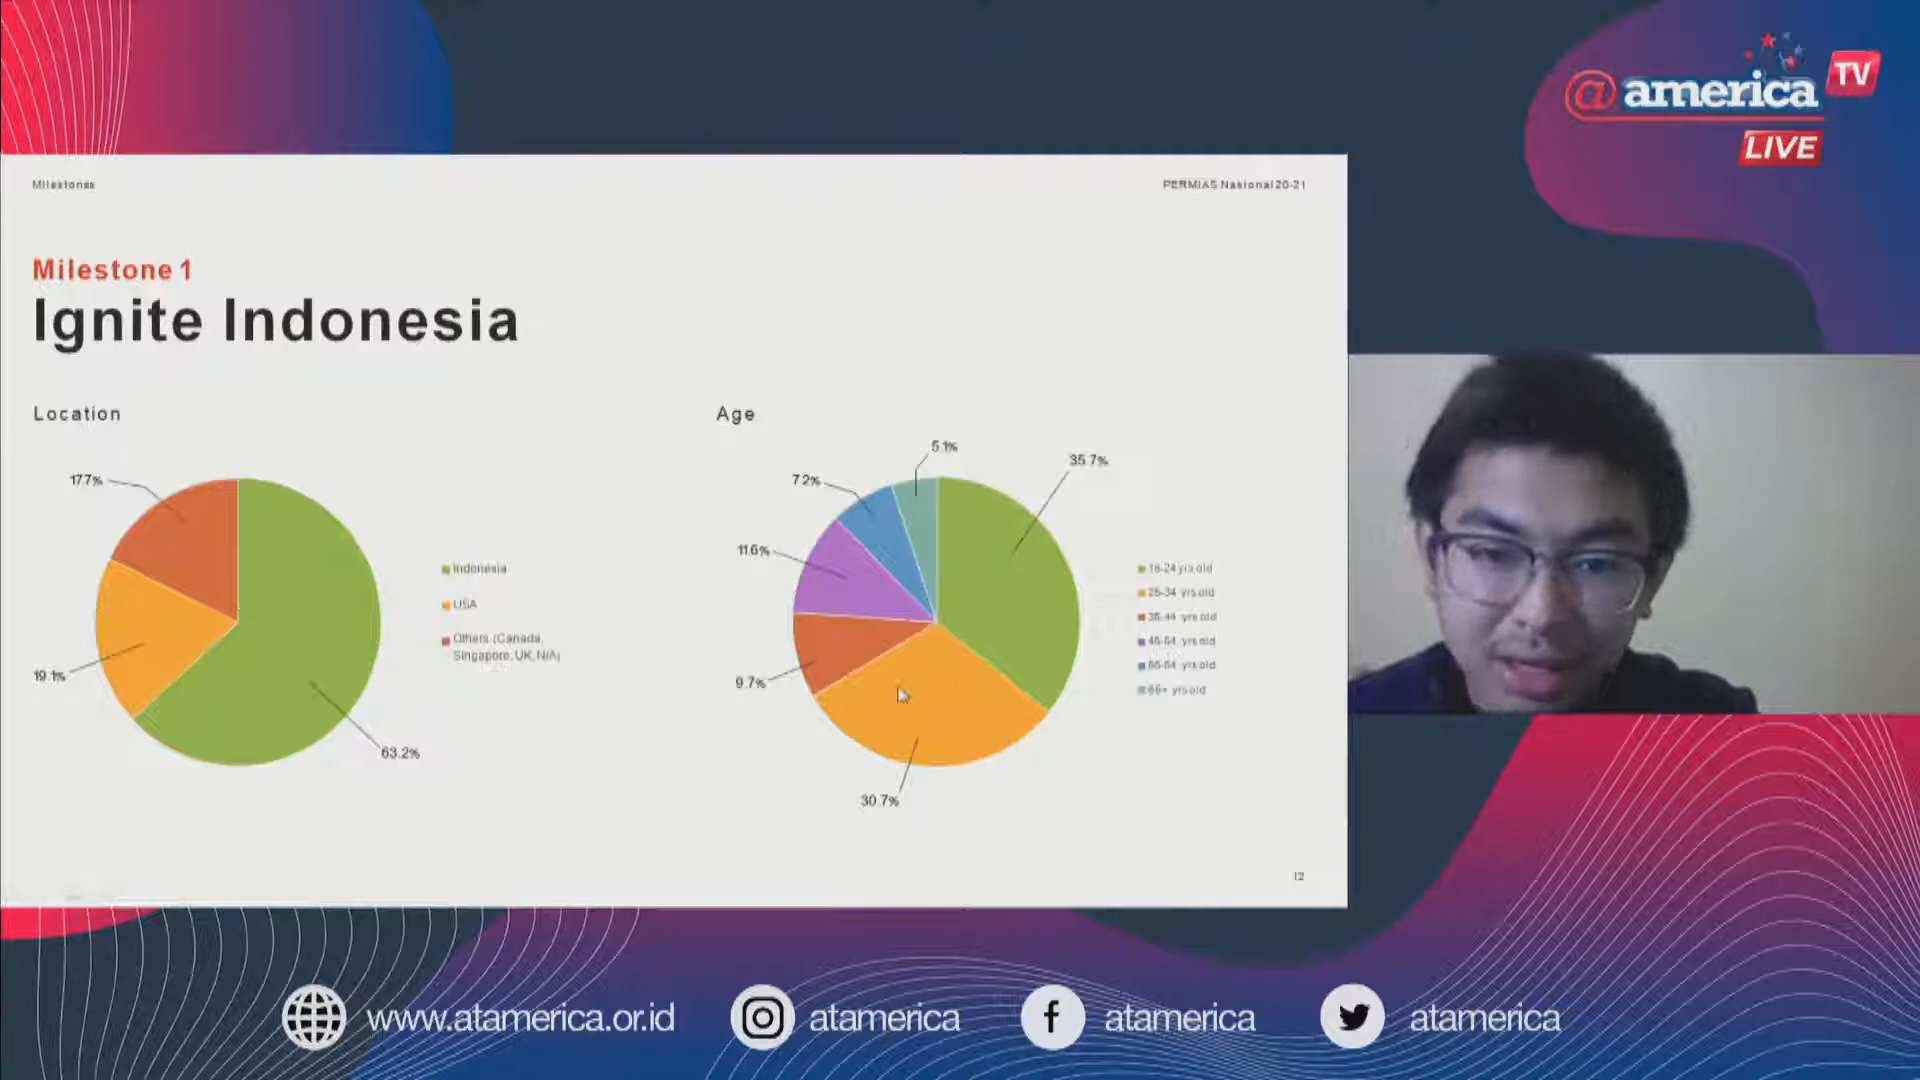 @america TV
LIVE
Milestones
PERMIAS Nasional 20-21
Milestone 1
Ignite Indonesia
Location
17.7%
19.1%
63.2%
Indonesia
USA
Others (Canada,
Singapore, UK, N/A)
Age
5.1%
35.7%
7.2%
11.6%
9.7%
30.7%
18-24 yrs old
25-34 yrs old
35-44 yrs old
45-54 yrs old
55-64 yrs old
65+ yrs old
12
www.atamerica.or.id
atamerica
atamerica
atamerica